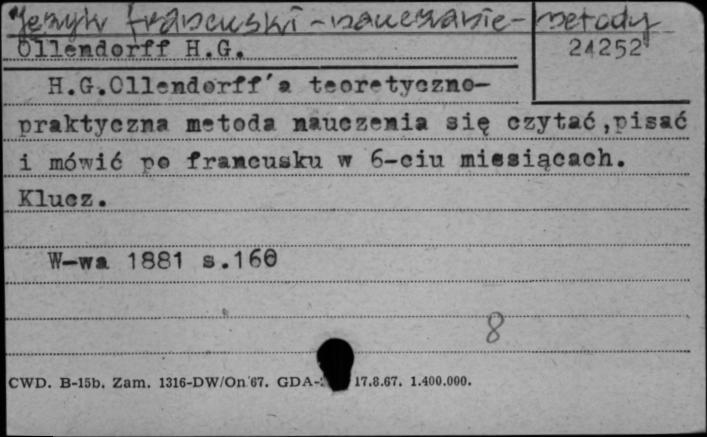 Język francuski - nauczanie - metody
Ollendorff H.G.
24252
H.G.Ollendorff'a teoretyczno-
praktyczna metoda nauczenia się czytać,pisać
i mówić po francusku w 6-ciu miesiącach.
Klucz.
W-wa 1881 s.160
8
CWD. B-15b. Zam. 1316-DW/On 67. GDA- 17.8.67. 1.400.000.